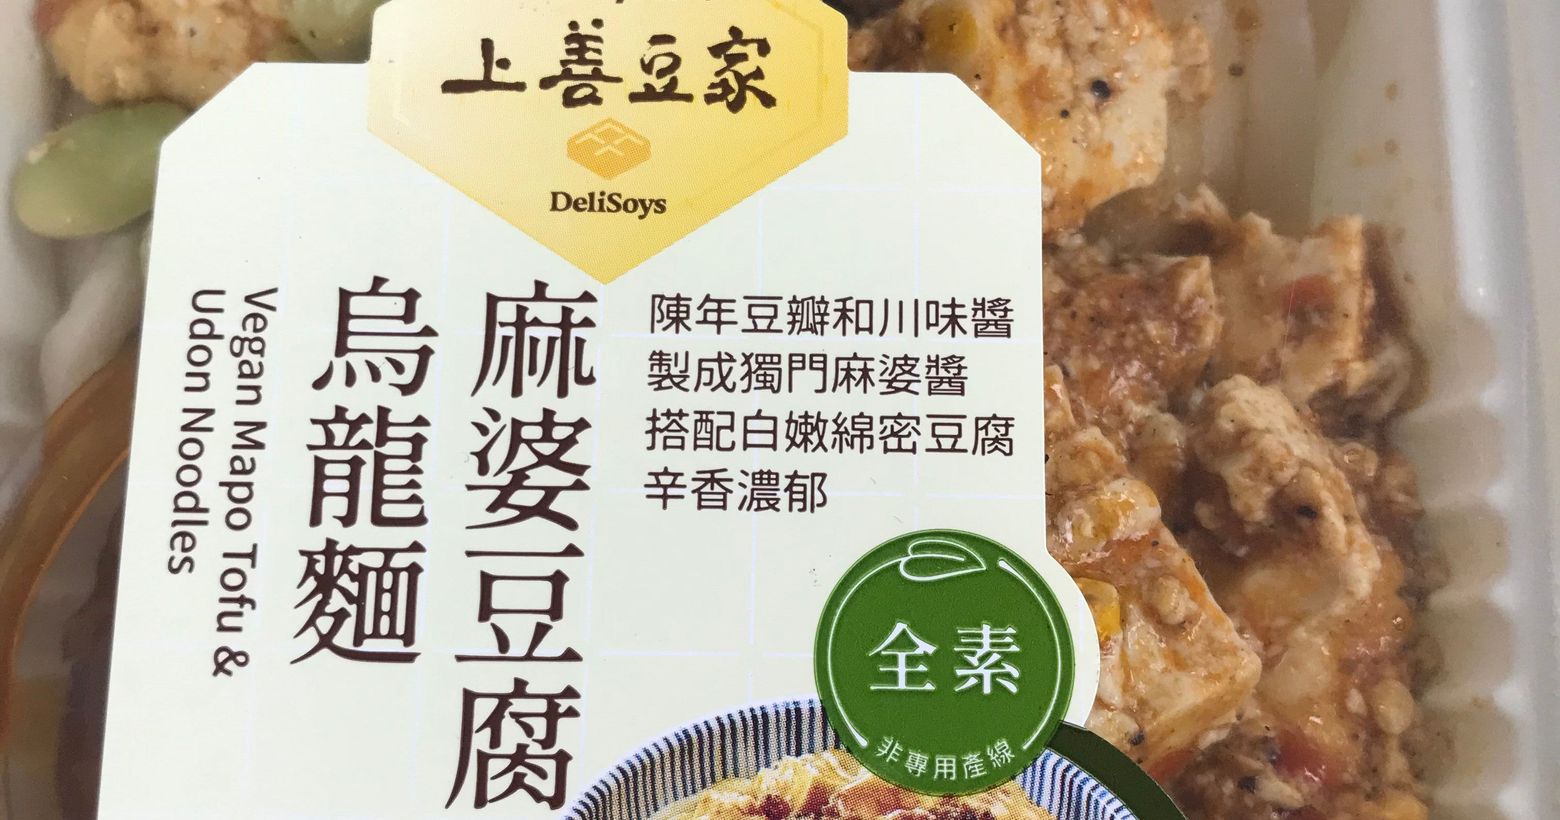 上善豆家
DeliSoys
陳年豆瓣和川味醬
製成獨門麻婆醬
搭配白嫩綿密豆腐
辛香濃郁
麻婆豆腐
烏龍麵
Vegan Mapo Tofu &
Udon Noodles
全素
非專用產線